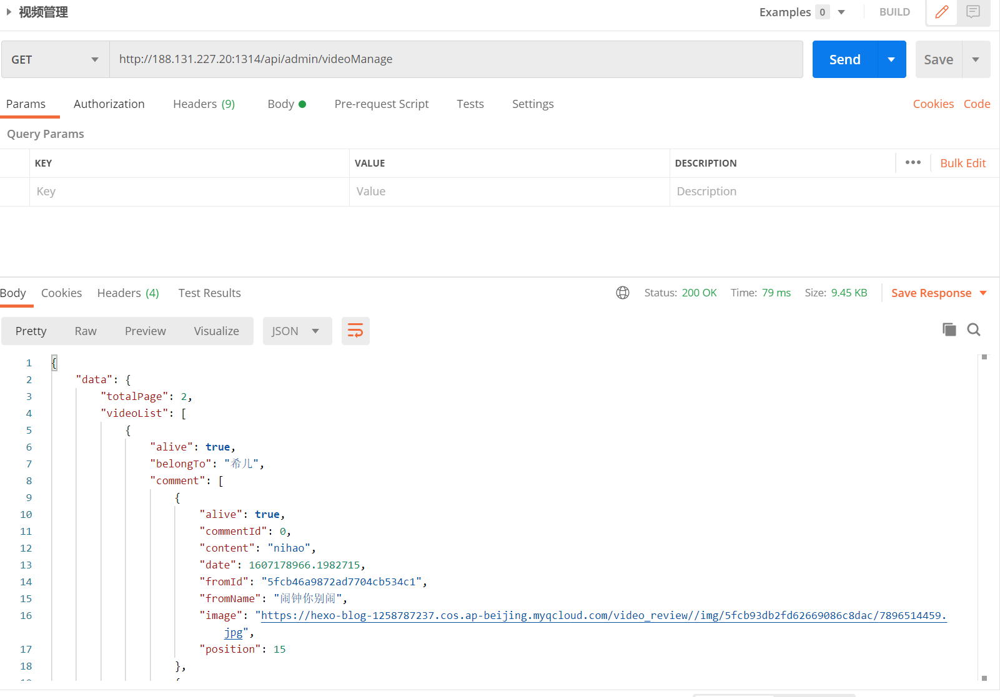 视频管理 Examples 0 BUILD
GET http://188.131.227.20:1314/api/admin/videoManage Send Save
Params Authorization Headers (9) Body Pre-request Script Tests Settings Cookies Code
Query Params
KEY VALUE DESCRIPTION ••• Bulk Edit
Key Value Description
Body Cookies Headers (4) Test Results Status: 200 OK Time: 79 ms Size: 9.45 KB Save Response
Pretty Raw Preview Visualize JSON
1 {
2 "data": {
3 "totalPage": 2,
4 "videoList": [
5 {
6 "alive": true,
7 "belongTo": "希儿",
8 "comment": [
9 {
10 "alive": true,
11 "commentId": 0,
12 "content": "nihao",
13 "date": 1607178966.1982715,
14 "fromId": "5fcb46a9872ad7704cb534c1",
15 "fromName": "闹钟你别闹",
16 "image": "https://hexo-blog-1258787237.cos.ap-beijing.myqcloud.com/video_review//img/5fcb93db2fd62669086c8dac/7896514459.
jpg",
17 "position": 15
18 },